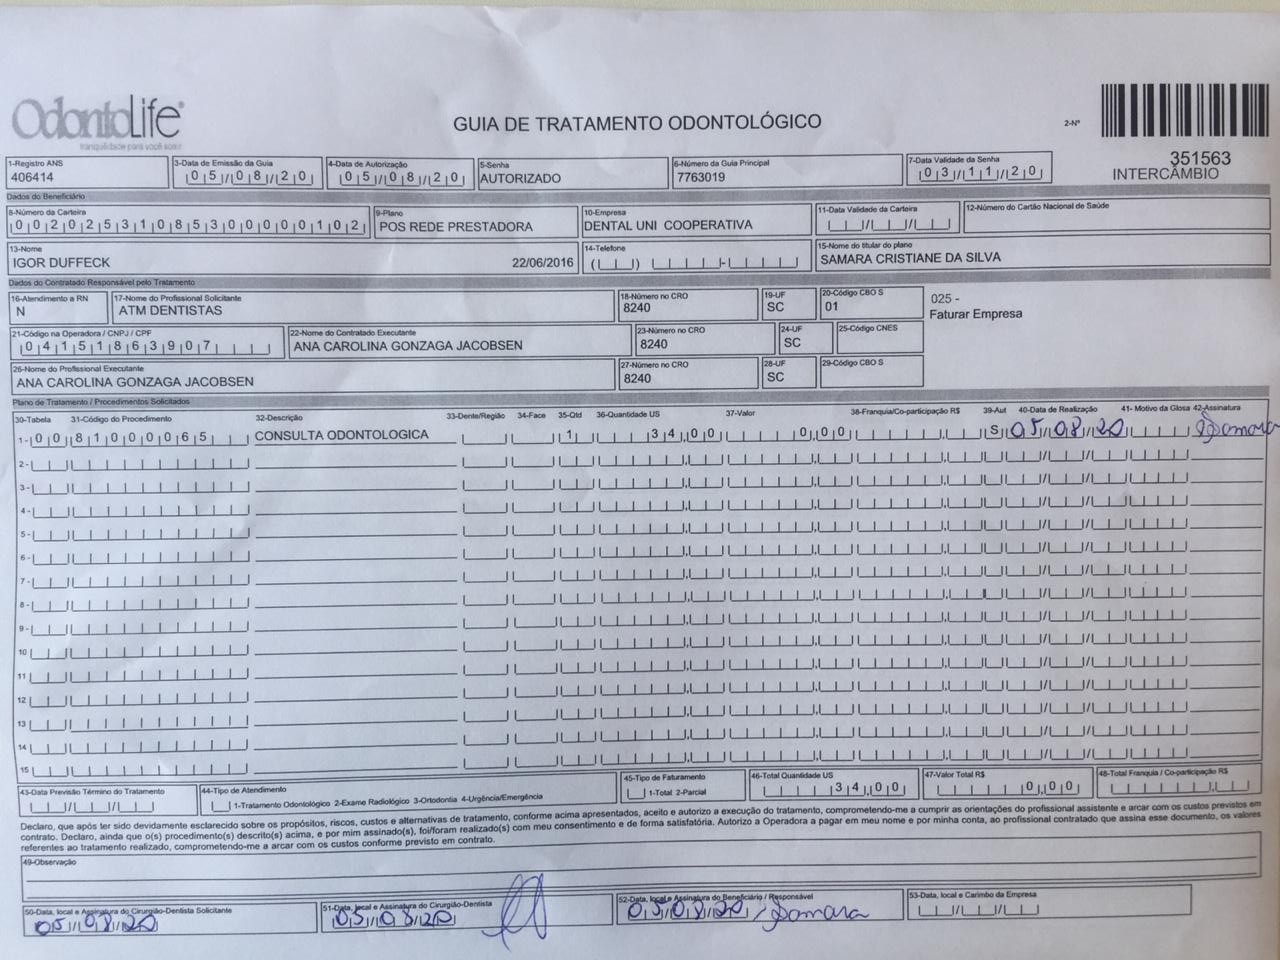 OdontoLife®
tranquilidade para você sorrir
GUIA DE TRATAMENTO ODONTOLÓGICO
2-Nº
351563
INTERCÂMBIO
1-Registro ANS
406414
3-Data de Emissão da Guia
05/08/20
4-Data de Autorização
05/08/20
5-Senha
AUTORIZADO
6-Número da Guia Principal
7763019
7-Data Validade da Senha
03/11/20
Dados do Beneficiário
8-Número da Carteira
00202531085300000102
9-Plano
POS REDE PRESTADORA
10-Empresa
DENTAL UNI COOPERATIVA
11-Data Validade da Carteira
12-Número do Cartão Nacional de Saúde
13-Nome
IGOR DUFFECK 22/06/2016
14-Telefone
15-Nome do titular do plano
SAMARA CRISTIANE DA SILVA
Dados do Contratado Responsável pelo Tratamento
16-Atendimento a RN
N
17-Nome do Profissional Solicitante
ATM DENTISTAS
18-Número no CRO
8240
19-UF
SC
20-Código CBO S
01
025 -
Faturar Empresa
21-Código na Operadora / CNPJ / CPF
04151863907
22-Nome do Contratado Executante
ANA CAROLINA GONZAGA JACOBSEN
23-Número no CRO
8240
24-UF
SC
25-Código CNES
26-Nome do Profissional Executante
ANA CAROLINA GONZAGA JACOBSEN
27-Número no CRO
8240
28-UF
SC
29-Código CBO S
Plano de Tratamento / Procedimentos Solicitados
30-Tabela 31-Código do Procedimento 32-Descrição 33-Dente/Região 34-Face 35-Qtd 36-Quantidade US 37-Valor 38-Franquia/Co-participação R$ 39-Aut 40-Data de Realização 41- Motivo da Glosa 42-Assinatura
1- 00 81000065 CONSULTA ODONTOLOGICA 1 34,00 0,00 S 05/08/20 Samara
2-
3-
4-
5-
6-
7-
8-
9-
10
11
12
13
14
15
43-Data Previsão Término do Tratamento
44-Tipo de Atendimento
1-Tratamento Odontológico 2-Exame Radiológico 3-Ortodontia 4-Urgência/Emergência
45-Tipo de Faturamento
1-Total 2-Parcial
46-Total Quantidade US
34,00
47-Valor Total R$
0,00
48-Total Franquia / Co-participação R$
Declaro, que após ter sido devidamente esclarecido sobre os propósitos, riscos, custos e alternativas de tratamento, conforme acima apresentados, aceito e autorizo a execução do tratamento, comprometendo-me a cumprir as orientações do profissional assistente e arcar com os custos previstos em
contrato. Declaro, ainda que o(s) procedimento(s) descrito(s) acima, e por mim assinado(s), foi/foram realizado(s) com meu consentimento e de forma satisfatória. Autorizo a Operadora a pagar em meu nome e por minha conta, ao profissional contratado que assina esse documento, os valores
referentes ao tratamento realizado, comprometendo-me a arcar com os custos conforme previsto em contrato.
49-Observação
50-Data, local e Assinatura do Cirurgião-Dentista Solicitante
05/08/20
51-Data, local e Assinatura do Cirurgião-Dentista
05/08/20
52-Data, local e Assinatura do Beneficiário / Responsável
05/08/20 / Samara
53-Data, local e Carimbo da Empresa